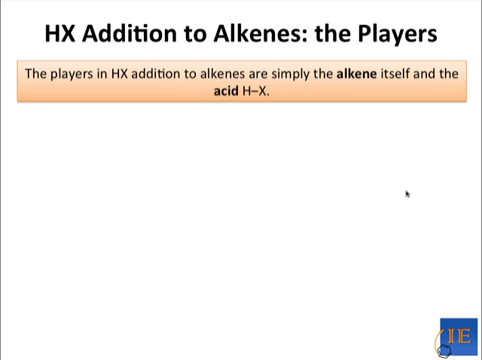 HX Addition to Alkenes: the Players
The players in HX addition to alkenes are simply the alkene itself and the
acid H–X.
IE